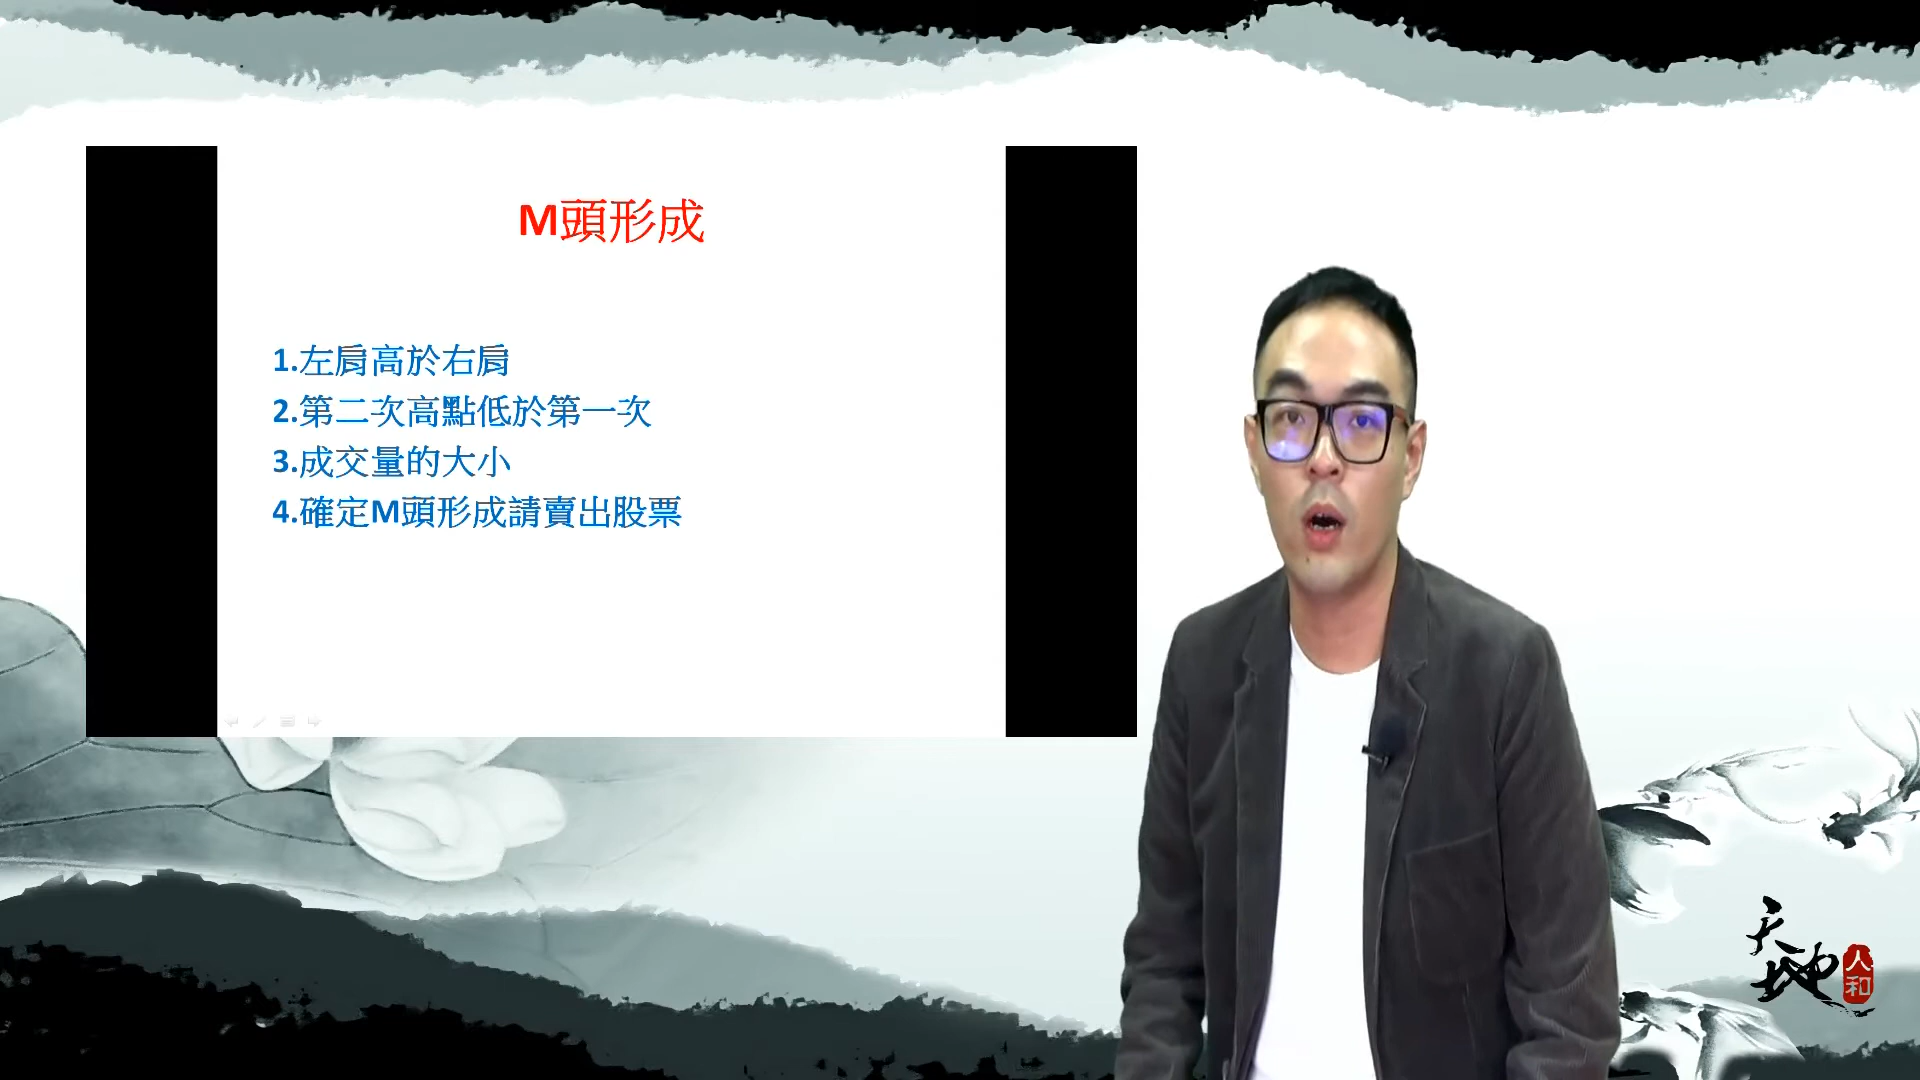 M頭形成
1.左肩高於右肩
2.第二次高點低於第一次
3.成交量的大小
4.確定M頭形成請賣出股票
天地
人和